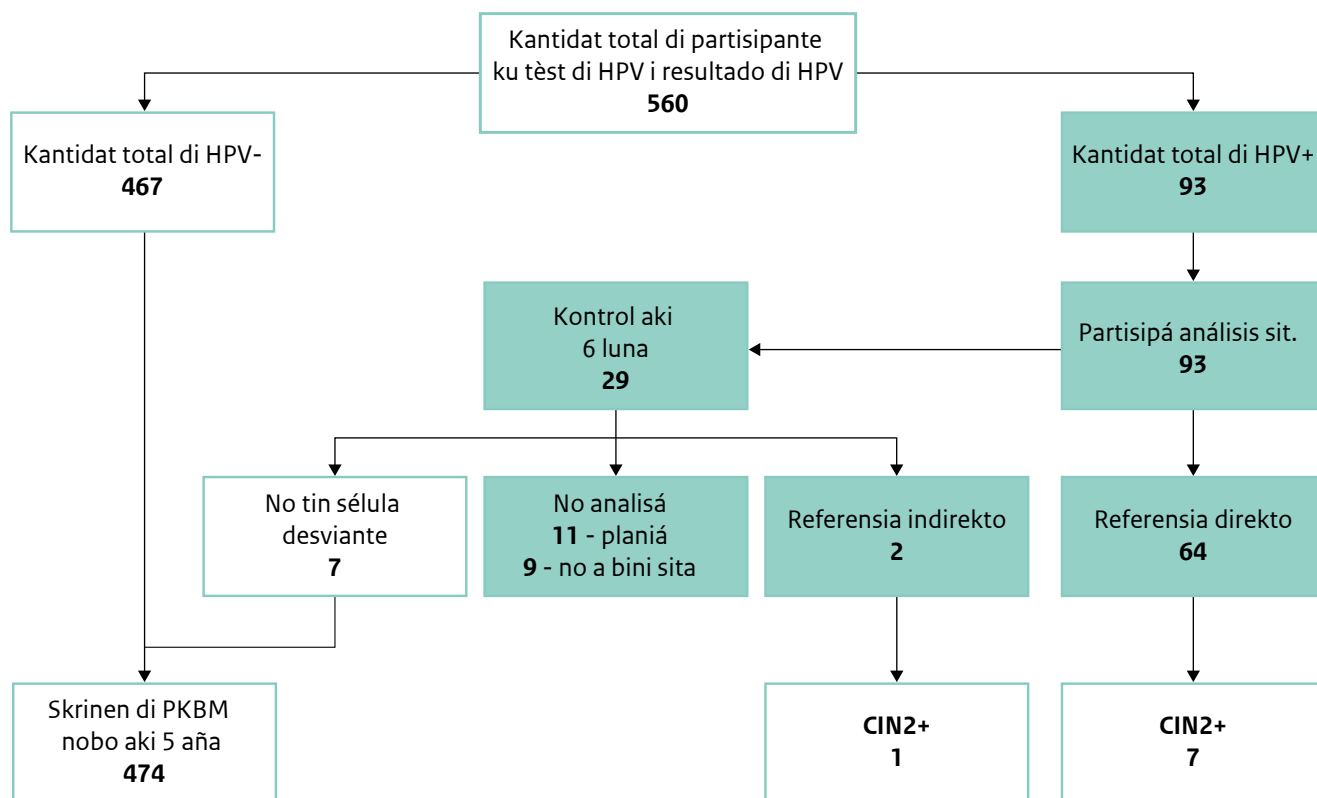 Kantidat total di partisipante
ku tèst di HPV i resultado di HPV
560
Kantidat total di HPV-
467
Kantidat total di HPV+
93
Kontrol aki
6 luna
29
Partisipá análisis sit.
93
No tin sélula
desviante
7
No analisá
11 - planiá
9 - no a bini sita
Referensia indirekto
2
Referensia direkto
64
Skrinen di PKBM
nobo aki 5 aña
474
CIN2+
1
CIN2+
7